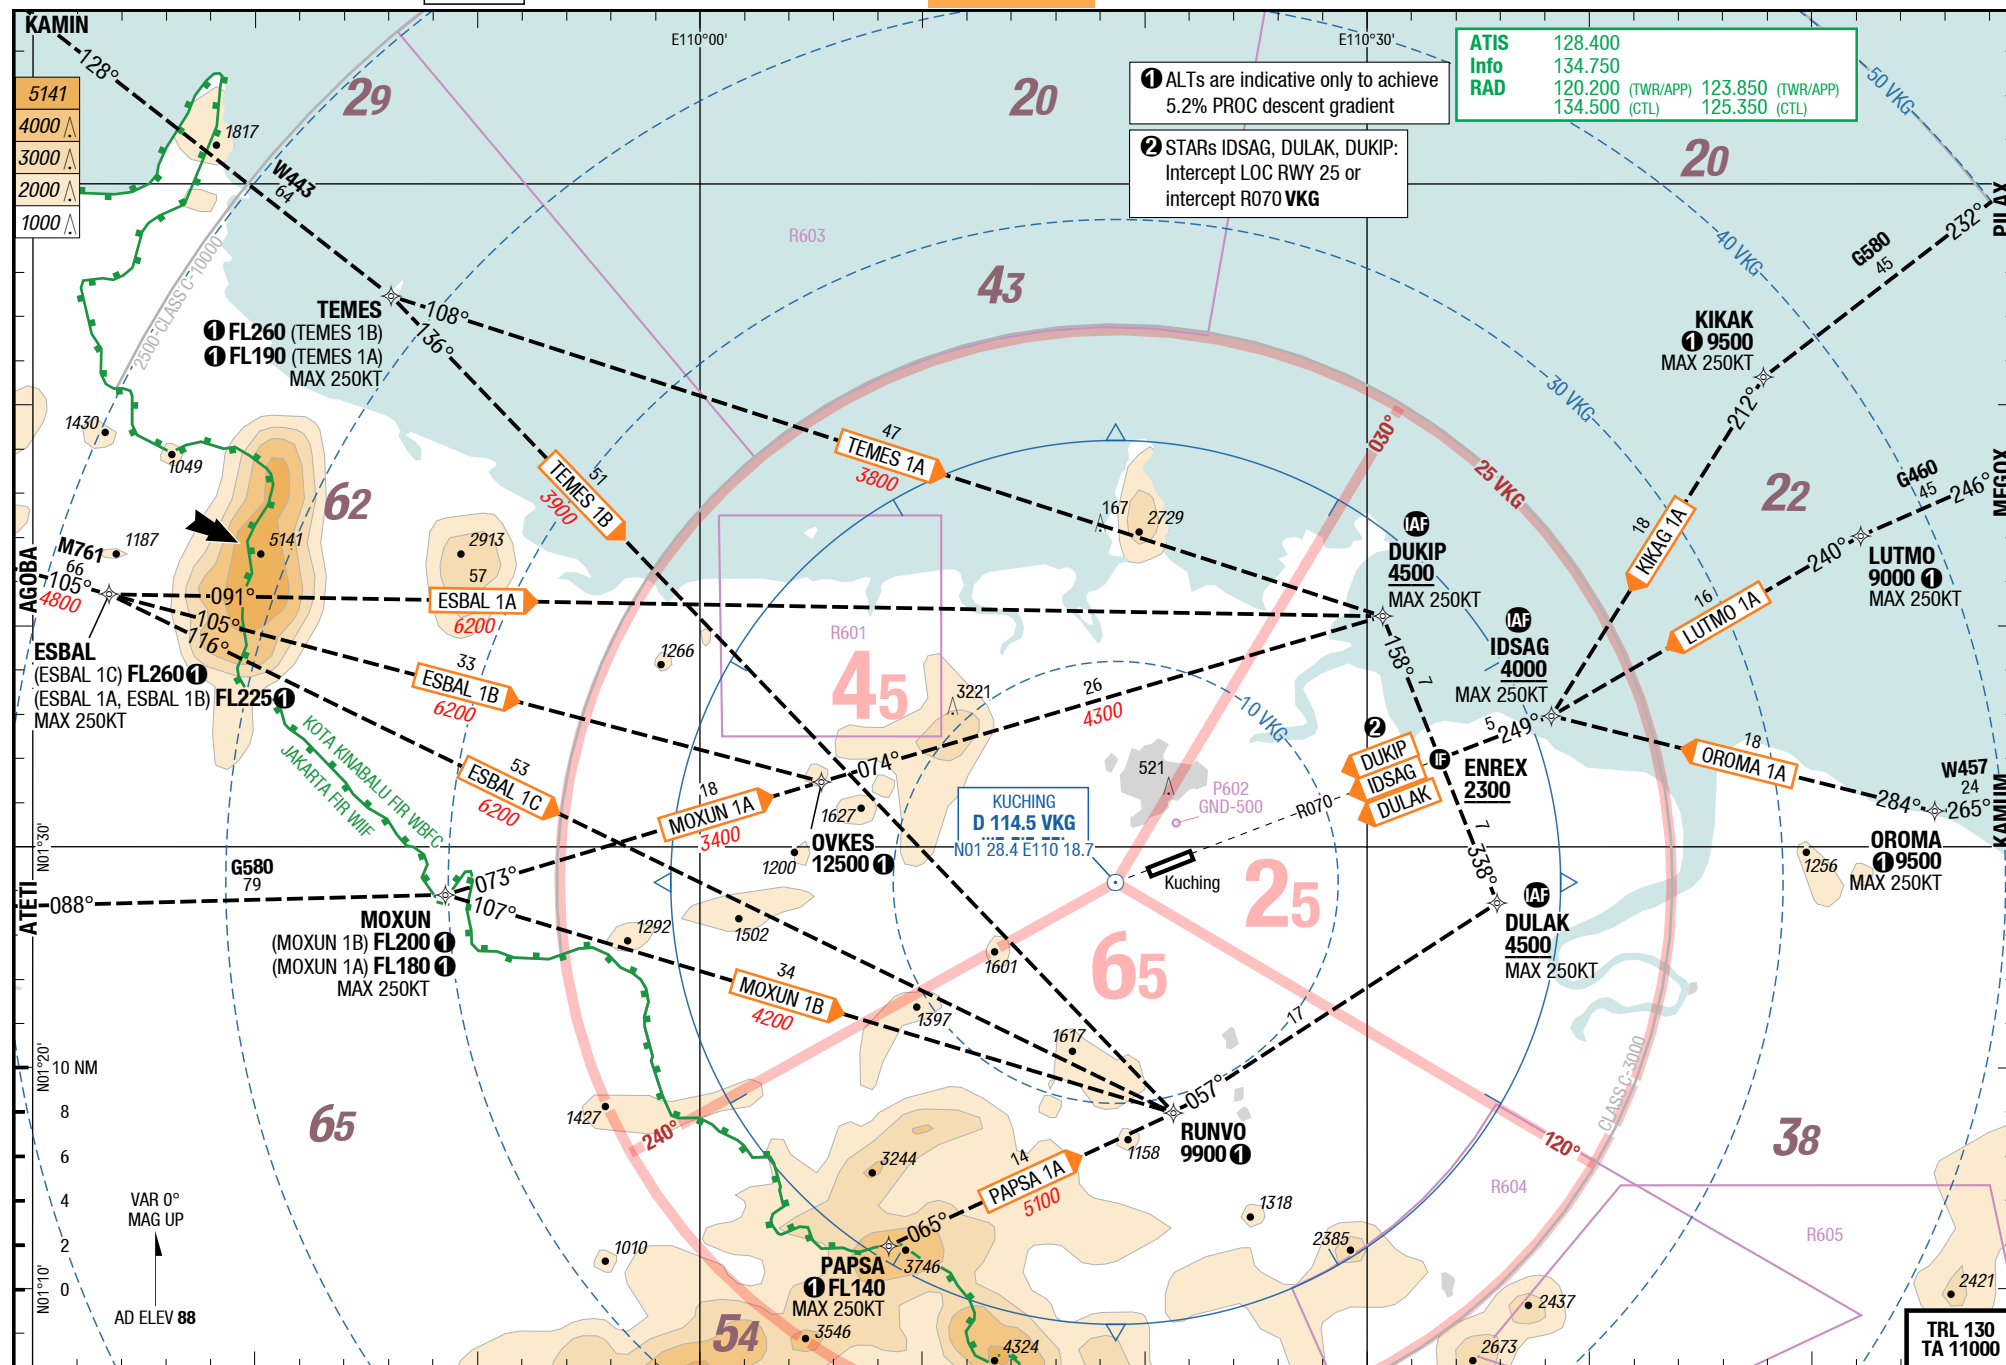 KAMIN
128°
5141
4000
3000
2000
1000
29
1817
W443
64
2500-CLASS C-10000
E110°00'
20
E110°30'
❶ ALTs are indicative only to achieve
5.2% PROC descent gradient
❷ STARs IDSAG, DULAK, DUKIP:
Intercept LOC RWY 25 or
intercept R070 VKG
ATIS 128.400
Info 134.750
RAD 120.200 (TWR/APP) 123.850 (TWR/APP)
134.500 (CTL) 125.350 (CTL)
50 VKG
20
PILAX
232°
G580
45
40 VKG
R603
43
TEMES
❶ FL260 (TEMES 1B)
❶ FL190 (TEMES 1A)
MAX 250KT
108°
136°
KIKAK
❶ 9500
MAX 250KT
212°
30 VKG
1430
1049
62
51
TEMES 1B
3900
47
TEMES 1A
3800
030°
25 VKG
22
G460
45
246°
MEGOX
18
KIKAG 1A
167
2729
IAF
DUKIP
4500
MAX 250KT
240°
LUTMO
9000 ❶
MAX 250KT
16
LUTMO 1A
AGOBA
M761
66
105°
4800
1187
5141
2913
091°
105°
116°
57
ESBAL 1A
6200
ESBAL
(ESBAL 1C) FL260 ❶
(ESBAL 1A, ESBAL 1B) FL225 ❶
MAX 250KT
33
ESBAL 1B
6200
1266
R601
45
3221
26
4300
10 VKG
158°
7
IAF
IDSAG
4000
MAX 250KT
5
249°
18
OROMA 1A
W457
24
284°
265°
KAMUM
OROMA
❶ 9500
MAX 250KT
1256
KOTA KINABALU FIR WBFC
JAKARTA FIR WIIF
53
ESBAL 1C
6200
18
MOXUN 1A
3400
074°
1627
1200
OVKES
12500 ❶
KUCHING
D 114.5 VKG
N01 28.4 E110 18.7
521
P602
GND-500
Kuching
R070
❷
DUKIP
IDSAG
DULAK
IF
ENREX
2300
7
338°
IAF
DULAK
4500
MAX 250KT
N01°30'
ATETI
088°
G580
79
073°
107°
MOXUN
(MOXUN 1B) FL200 ❶
(MOXUN 1A) FL180 ❶
MAX 250KT
1292
1502
34
MOXUN 1B
4200
1397
1601
25
65
1617
17
057°
RUNVO
9900 ❶
1158
CLASS C-3000
N01°20'
10 NM
8
6
4
2
0
N01°10'
65
1427
240°
3244
14
PAPSA 1A
5100
065°
PAPSA
❶ FL140
MAX 250KT
3746
1010
54
3546
4324
1318
2385
120°
R604
38
R605
2437
2673
2421
VAR 0°
MAG UP
AD ELEV 88
TRL 130
TA 11000